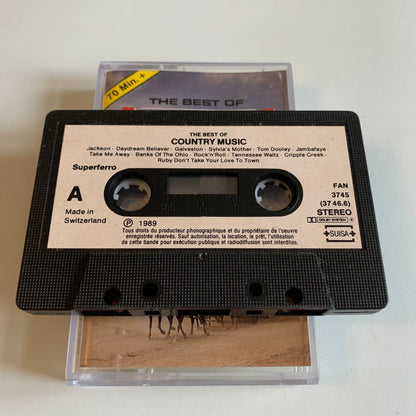 70 Min. +
THE BEST OF
THE BEST OF
COUNTRY MUSIC
Jackson · Daydream Believer · Galveston · Sylvia's Mother · Tom Dooley · Jambalaya
Take Me Away · Banks Of The Ohio · Rock'n'Roll · Tennessee Waltz · Cripple Creek
Ruby Don't Take Your Love To Town
Superferro
A
Made in
Switzerland
FAN
3745
(37 46.6)
STEREO
DOLBY SYSTEM
SUISA
℗ 1989
Tous droits du producteur phonographique et du propriétaire de l'œuvre
enregistrée réservés. Sauf autorisation, la location, le prêt, l'utilisation
de cette bande pour exécution publique et radiodiffusion sont interdites.